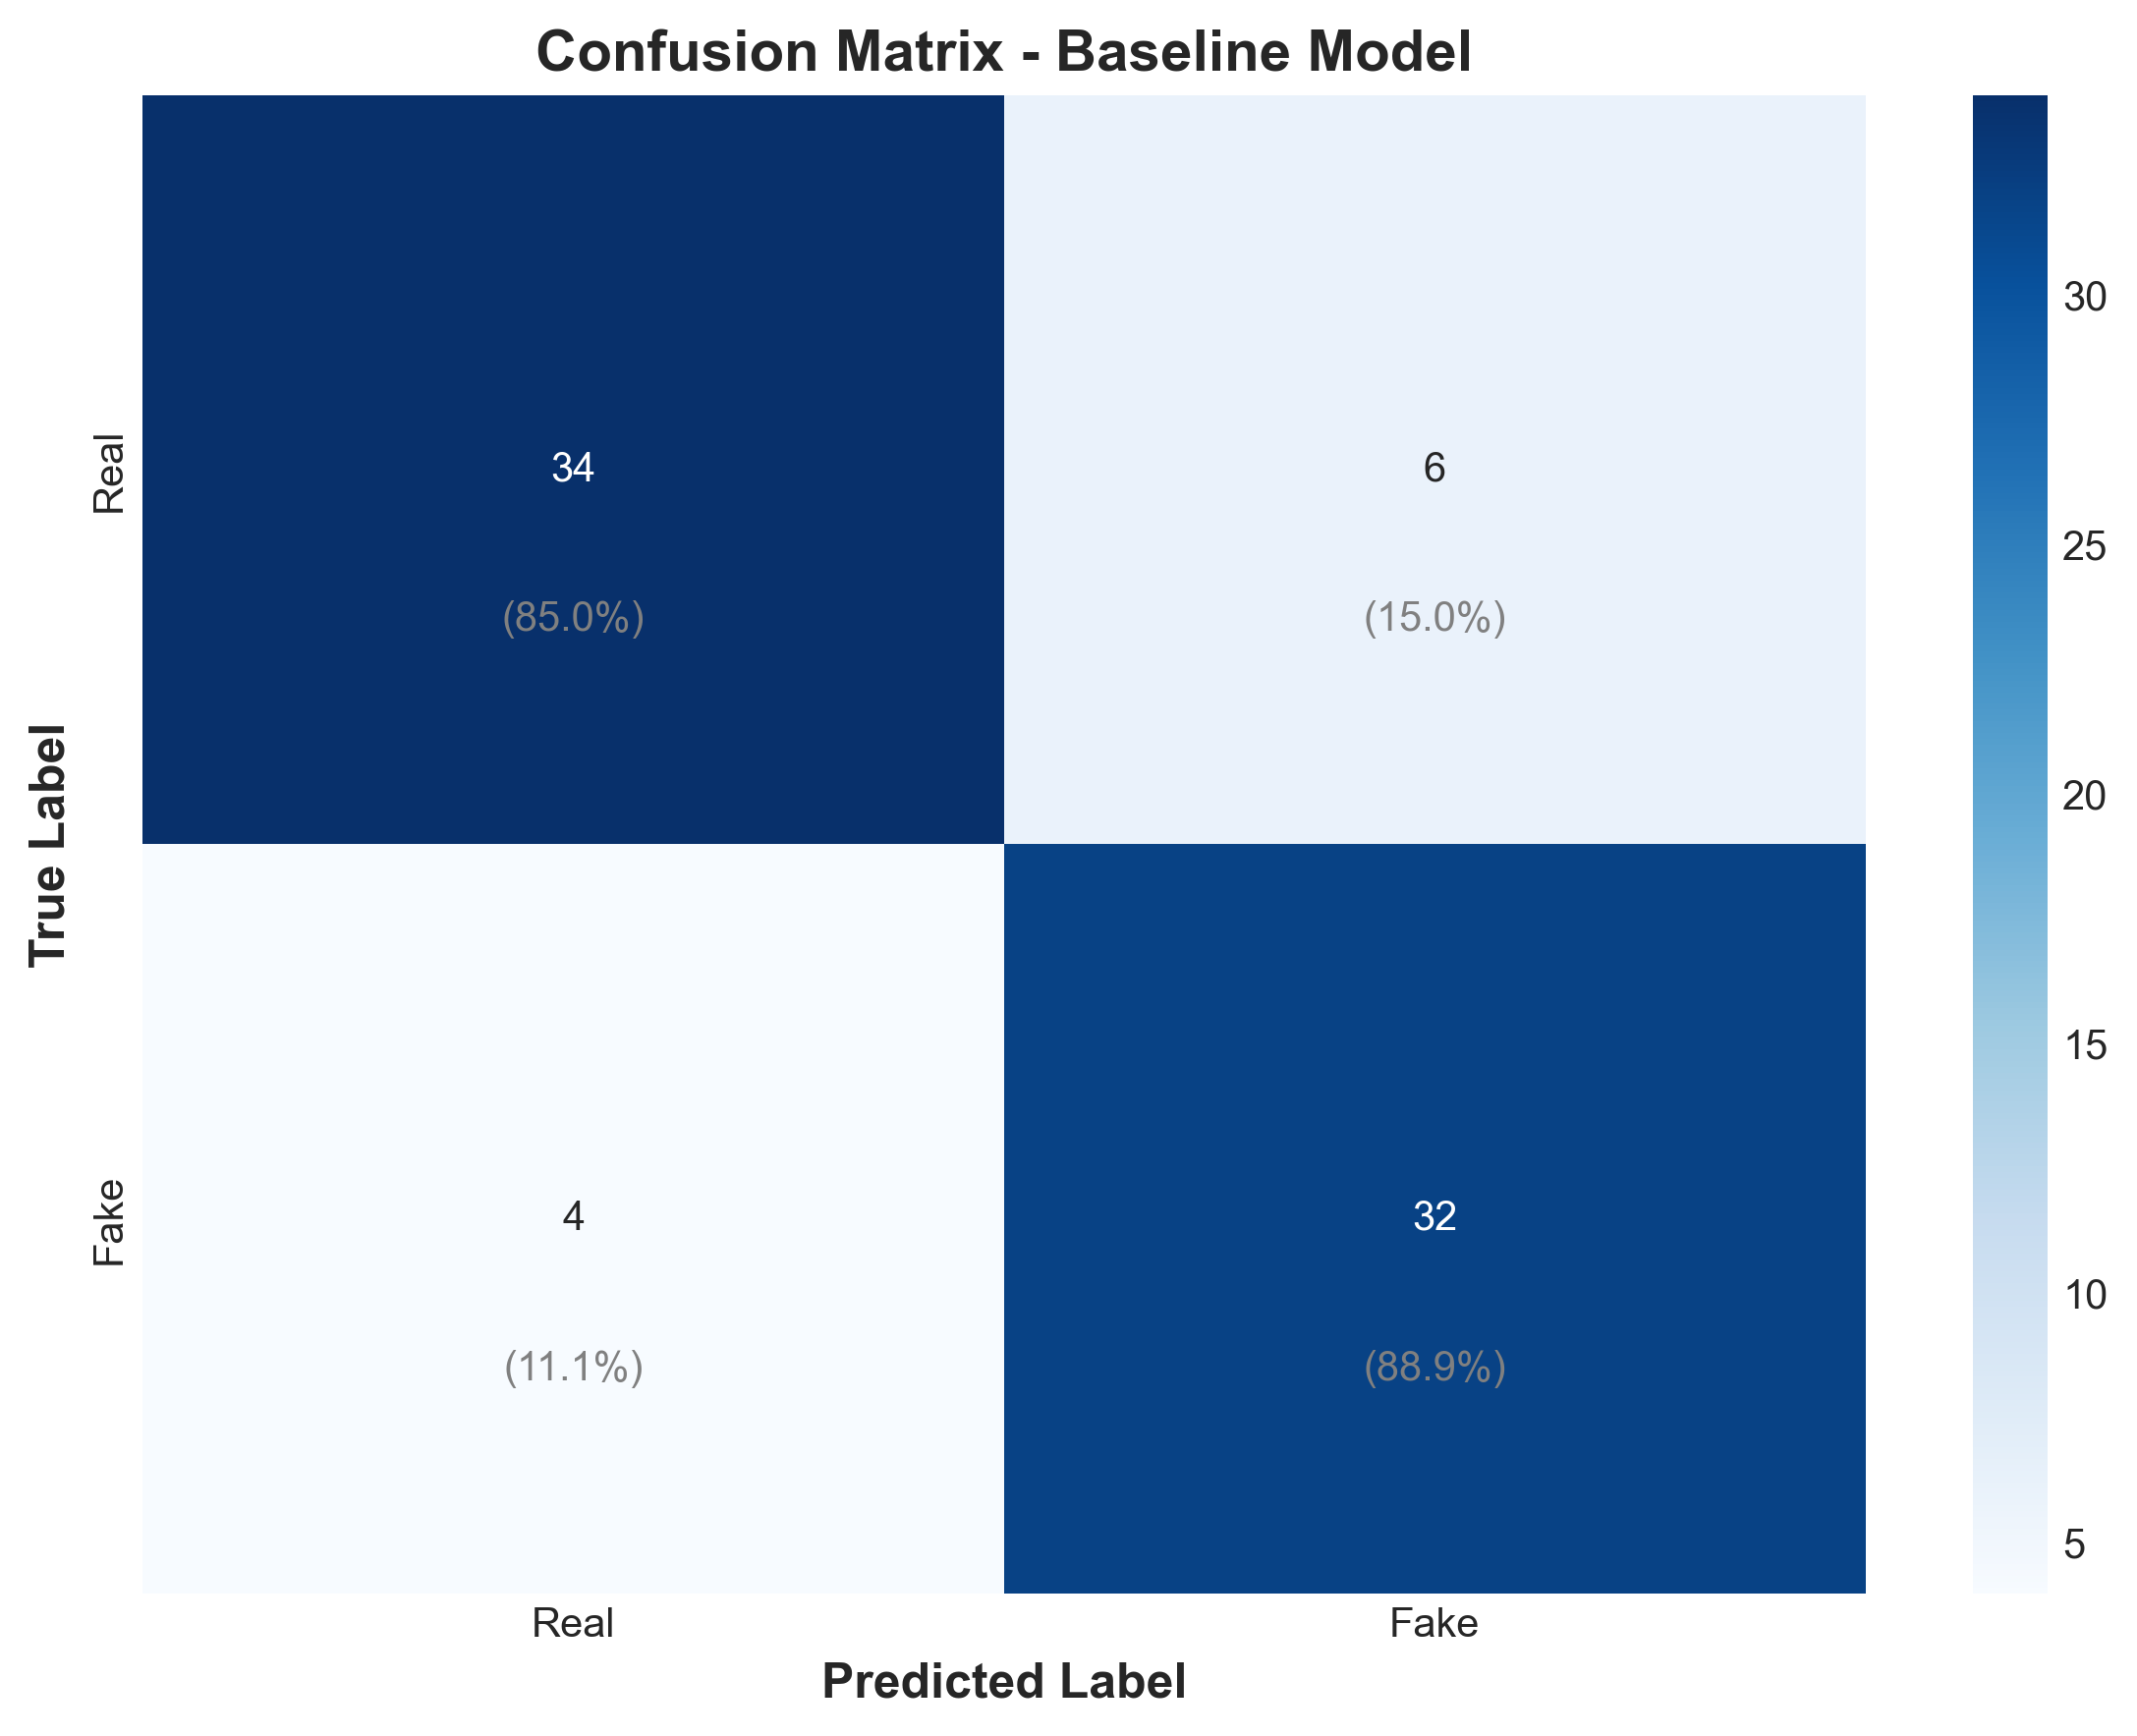 Confusion Matrix - Baseline Model
True Label
Real
34
6
(85.0%)
(15.0%)
Fake
4
32
(11.1%)
(88.9%)
Real
Fake
Predicted Label
30
25
20
15
10
5